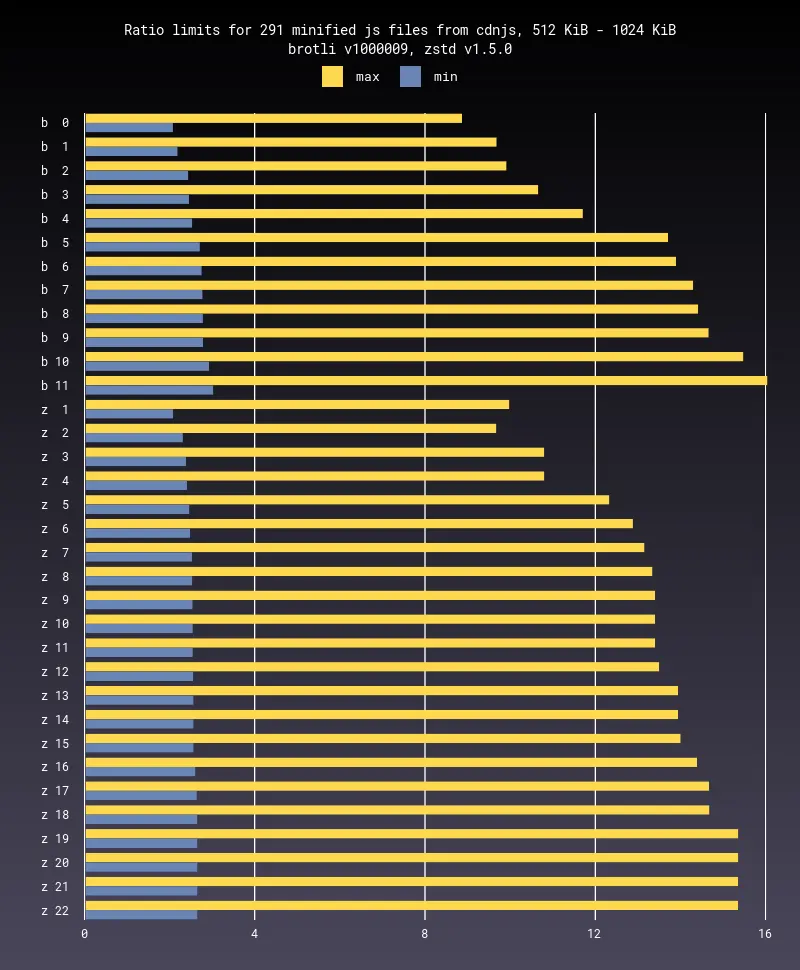 Ratio limits for 291 minified js files from cdnjs, 512 KiB - 1024 KiB
brotli v1000009, zstd v1.5.0
max min
b 0
b 1
b 2
b 3
b 4
b 5
b 6
b 7
b 8
b 9
b 10
b 11
z 1
z 2
z 3
z 4
z 5
z 6
z 7
z 8
z 9
z 10
z 11
z 12
z 13
z 14
z 15
z 16
z 17
z 18
z 19
z 20
z 21
z 22
0 4 8 12 16